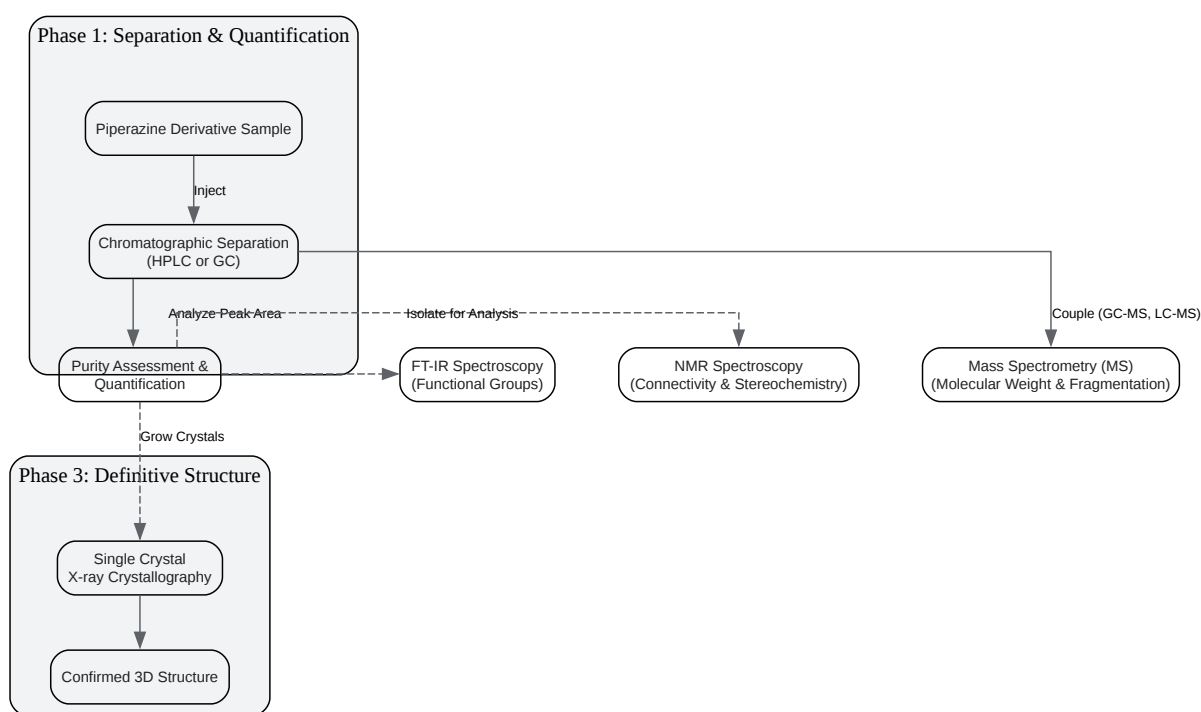 Phase 1: Separation & Quantification
Piperazine Derivative Sample
Inject
Chromatographic Separation
(HPLC or GC)
Analyze Peak Area
Isolate for Analysis
Couple (GC-MS, LC-MS)
Purity Assessment &
Quantification
FT-IR Spectroscopy
(Functional Groups)
NMR Spectroscopy
(Connectivity & Stereochemistry)
Mass Spectrometry (MS)
(Molecular Weight & Fragmentation)
Grow Crystals
Phase 3: Definitive Structure
Single Crystal
X-ray Crystallography
Confirmed 3D Structure